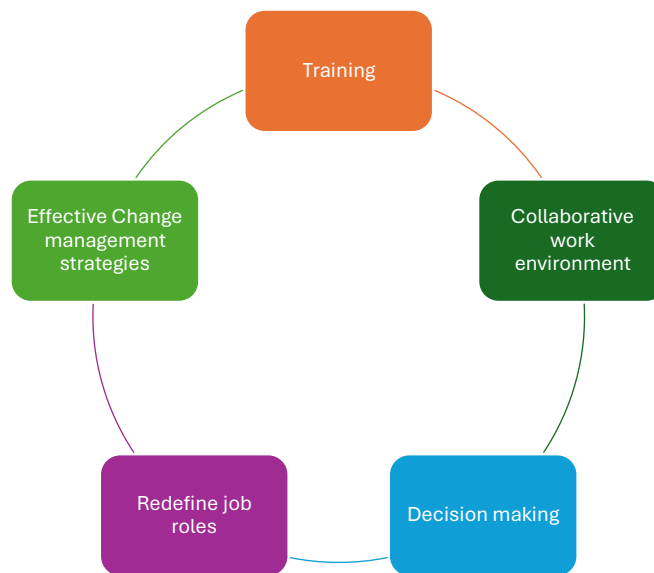 Training
Effective Change
management
strategies
Collaborative
work
environment
Redefine job
roles
Decision making